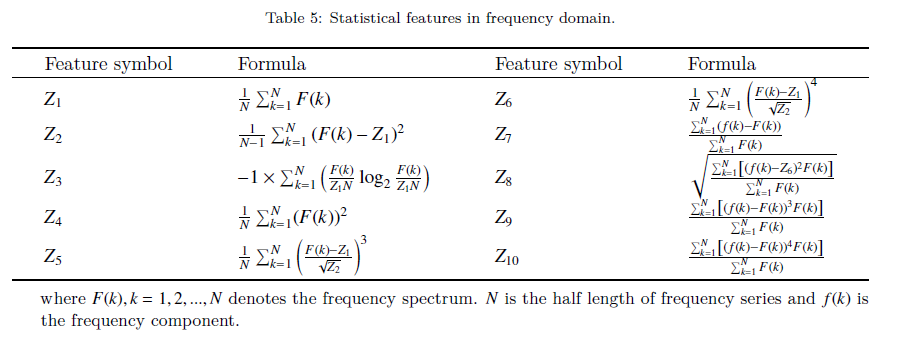 Table 5: Statistical features in frequency domain.
Feature symbol Formula Feature symbol Formula
Z_1 \frac{1}{N} \sum_{k=1}^{N} F(k) Z_6 \frac{1}{N} \sum_{k=1}^{N} \left( \frac{F(k)-Z_1}{\sqrt{Z_2}} \right)^4
Z_2 \frac{1}{N-1} \sum_{k=1}^{N} (F(k) - Z_1)^2 Z_7 \frac{\sum_{k=1}^{N} (f(k)-F(k))}{\sum_{k=1}^{N} F(k)}
Z_3 -1 \times \sum_{k=1}^{N} \left( \frac{F(k)}{Z_1 N} \log_2 \frac{F(k)}{Z_1 N} \right) Z_8 \sqrt{\frac{\sum_{k=1}^{N} [(f(k)-Z_6)^2 F(k)]}{\sum_{k=1}^{N} F(k)}}
Z_4 \frac{1}{N} \sum_{k=1}^{N} (F(k))^2 Z_9 \frac{\sum_{k=1}^{N} [(f(k)-F(k))^3 F(k)]}{\sum_{k=1}^{N} F(k)}
Z_5 \frac{1}{N} \sum_{k=1}^{N} \left( \frac{F(k)-Z_1}{\sqrt{Z_2}} \right)^3 Z_{10} \frac{\sum_{k=1}^{N} [(f(k)-F(k))^4 F(k)]}{\sum_{k=1}^{N} F(k)}
where F(k), k = 1, 2, ..., N denotes the frequency spectrum. N is the half length of frequency series and f(k) is
the frequency component.